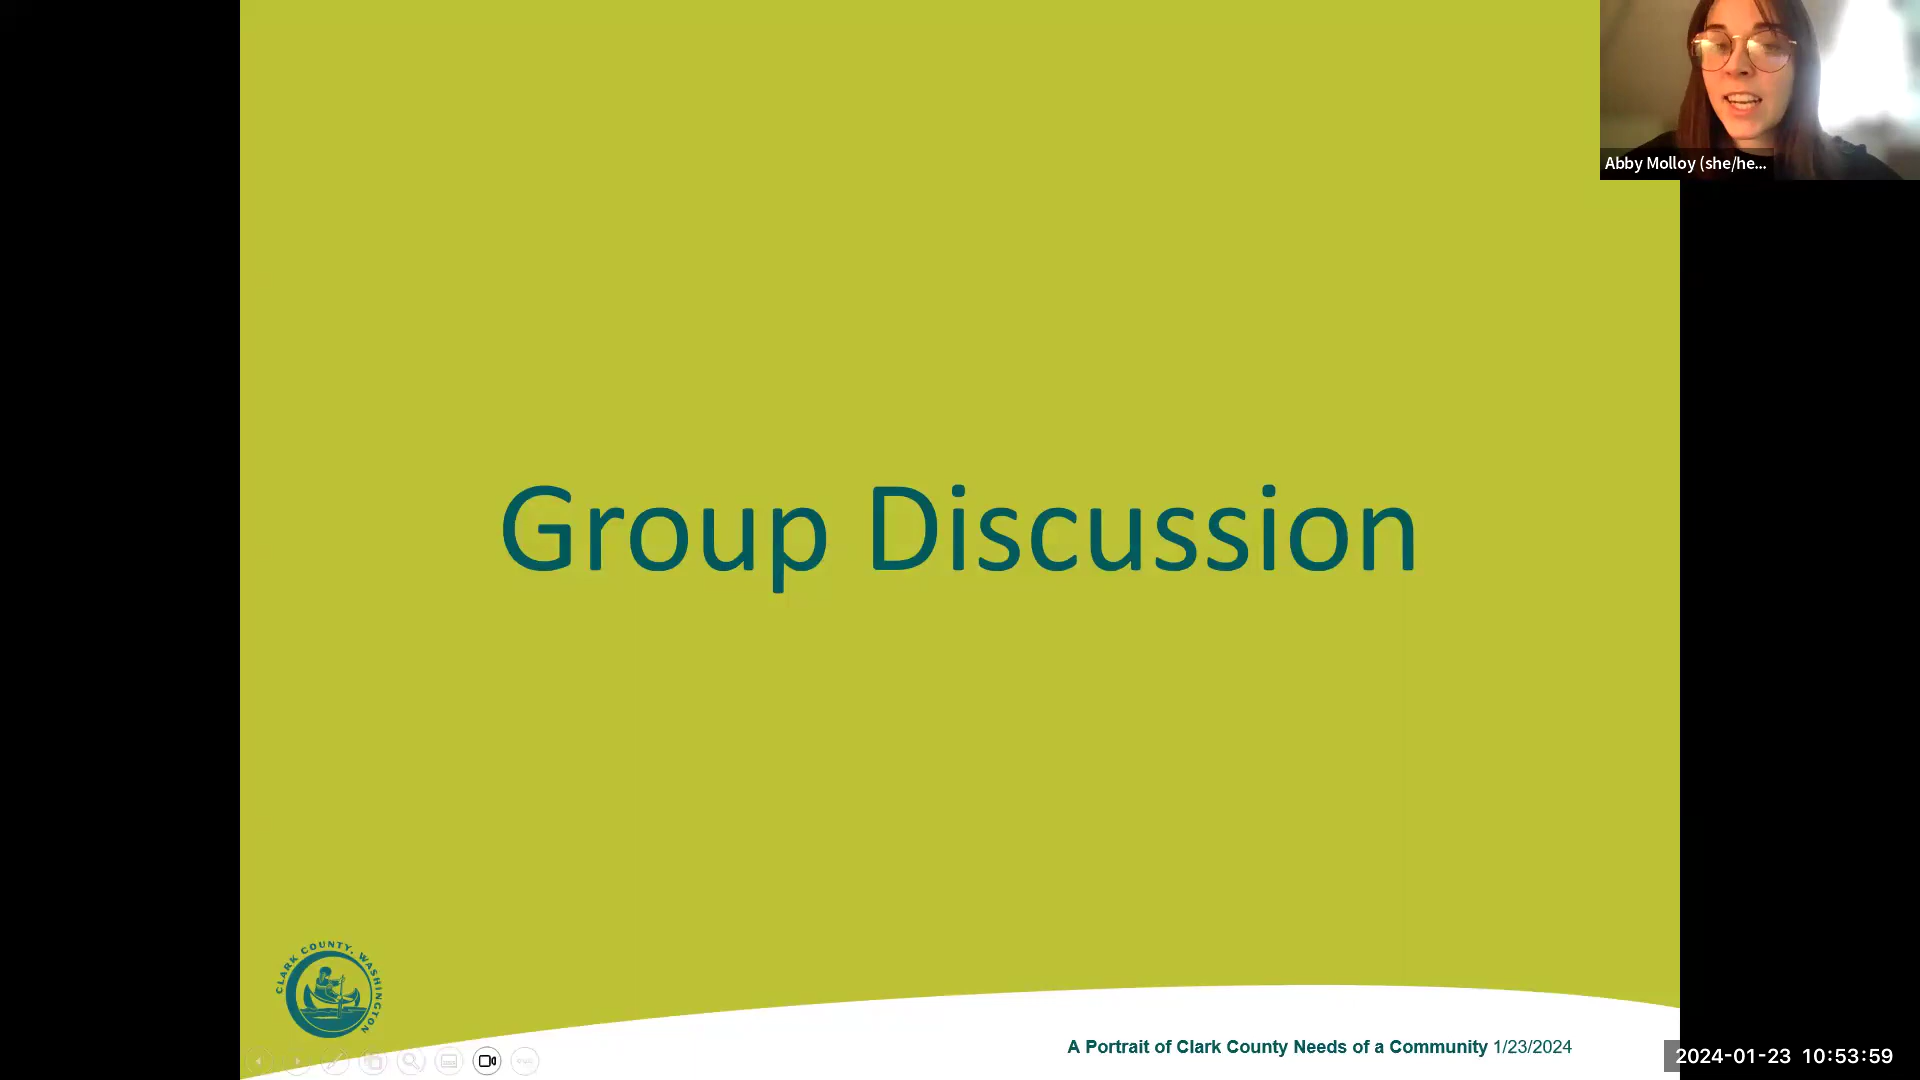 Abby Molloy (she/he...
Group Discussion
CLARK COUNTY, WASHINGTON
A Portrait of Clark County Needs of a Community 1/23/2024
2024-01-23 10:53:59